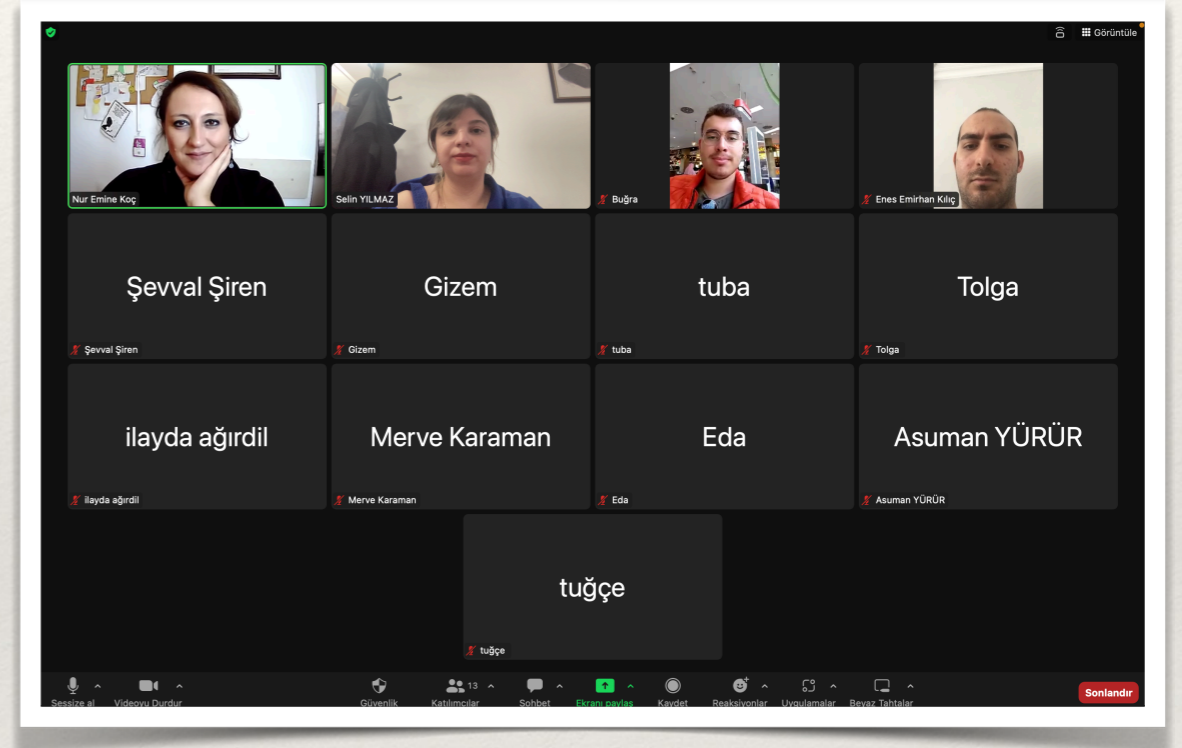 Görüntüle
Nur Emine Koç
Selin YILMAZ
Buğra
Enes Emirhan Kılıç
Şevval Şiren
Gizem
tuba
Tolga
Şevval Şiren
Gizem
tuba
Tolga
ilayda ağırdil
Merve Karaman
Eda
Asuman YÜRÜR
ilayda ağırdil
Merve Karaman
Eda
Asuman YÜRÜR
tuğçe
tuğçe
13
Sessize al
Videoyu Durdur
Güvenlik
Katılımcılar
Sohbet
Ekranı paylaş
Kaydet
Reaksiyonlar
Uygulamalar
Beyaz Tahtalar
Sonlandır